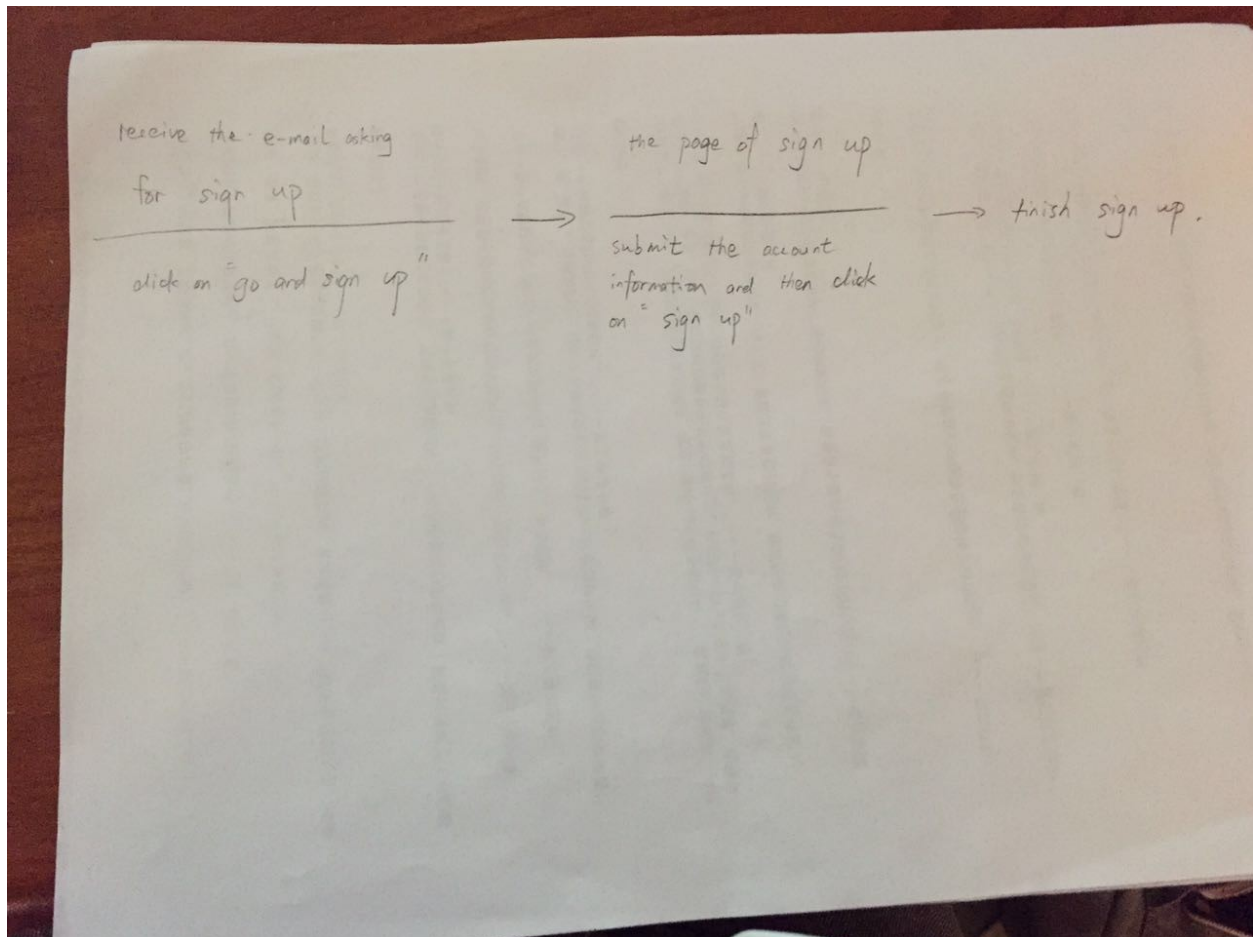 receive the e-mail asking
for sign up
click on "go and sign up"
→
the page of sign up
submit the account
information and then click
on "sign up"
→ finish sign up.